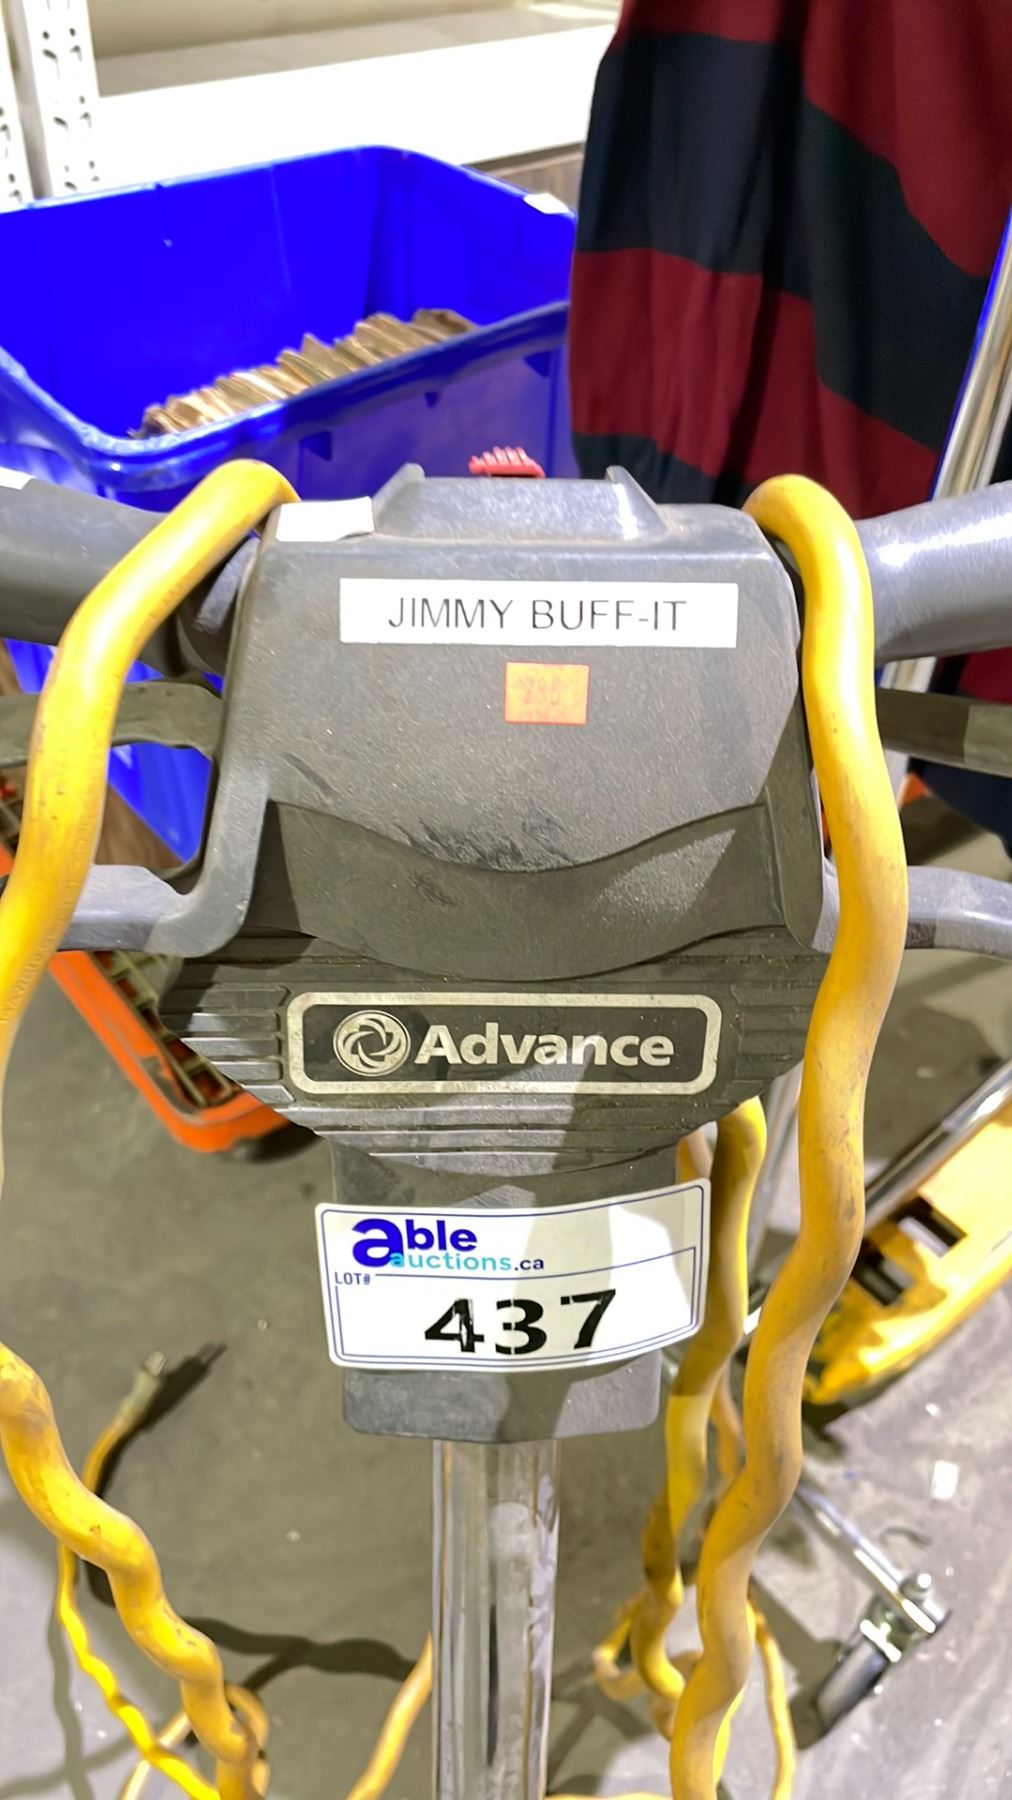 JIMMY BUFF-IT
Advance
able
auctions.ca
LOT#
437